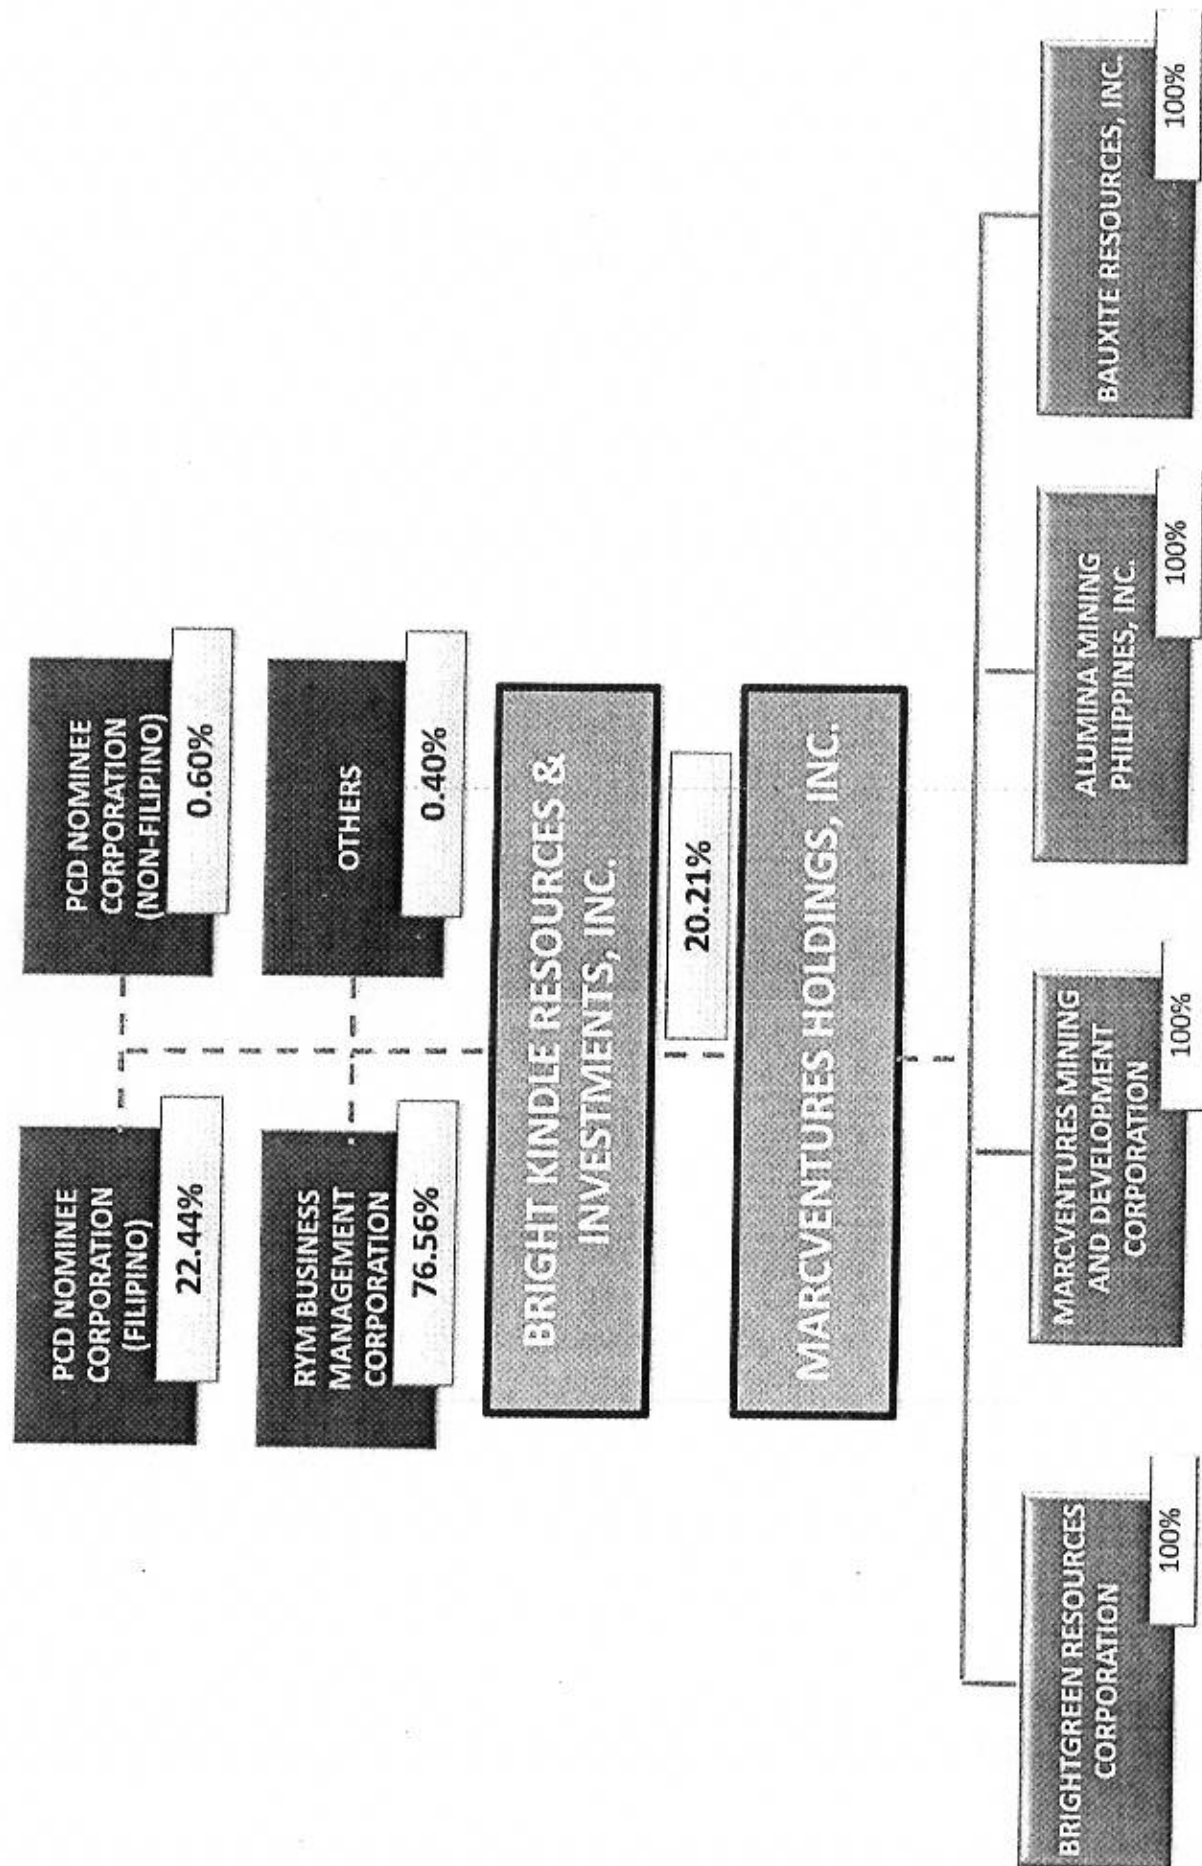 PCD NOMINEE
CORPORATION
(FILIPINO)
22.44%
PCD NOMINEE
CORPORATION
(NON-FILIPINO)
0.60%
RYM BUSINESS
MANAGEMENT
CORPORATION
76.56%
OTHERS
0.40%
BRIGHT KINDLE RESOURCES &
INVESTMENTS, INC.
20.21%
MARCVENTURES HOLDINGS, INC.
BRIGHTGREEN RESOURCES
CORPORATION
100%
MARCVENTURES MINING
AND DEVELOPMENT
CORPORATION
100%
ALUMINA MINING
PHILIPPINES, INC.
100%
BAUXITE RESOURCES, INC.
100%